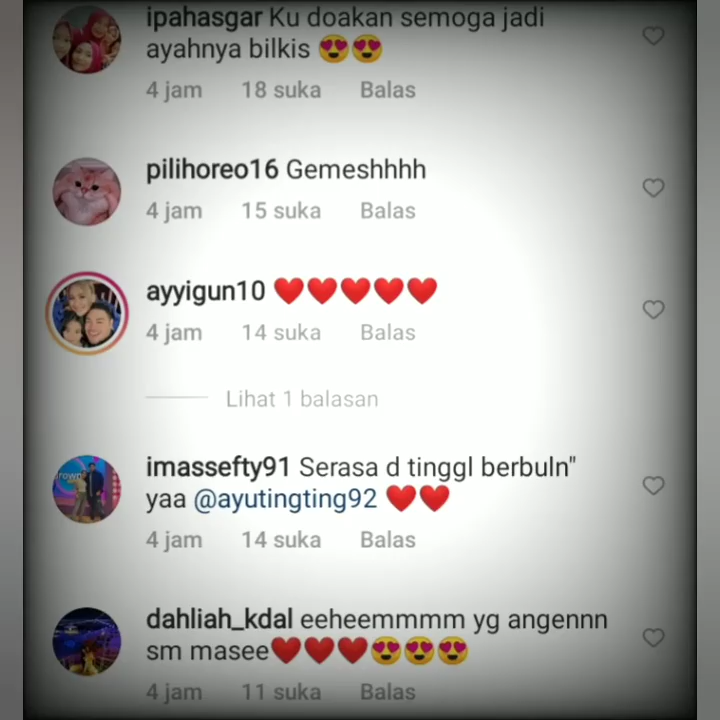 ipahasgar Ku doakan semoga jadi
ayahnya bilkis 😍😍
4 jam 18 suka Balas
pilihoreo16 Gemeshhhh
4 jam 15 suka Balas
ayyigun10 ❤️❤️❤️❤️❤️
4 jam 14 suka Balas
Lihat 1 balasan
imassefty91 Serasa d tinggl berbuln"
yaa @ayutingting92 ❤️❤️
4 jam 14 suka Balas
dahliah_kdal eeheemmmm yg angennn
sm masee❤️❤️❤️😍😍😍
4 jam 11 suka Balas